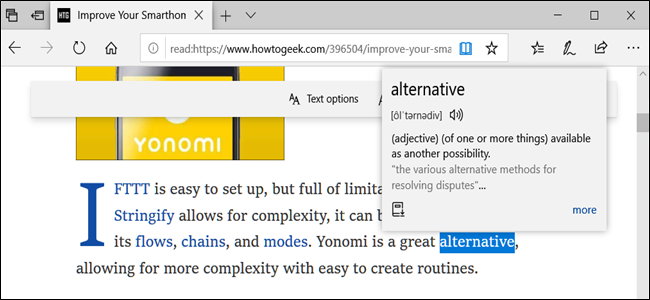 HTG Improve Your Smarthon
read:https://www.howtogeek.com/396504/improve-your-sma
AA Text options
YONOMI
alternative
[ôlˈtərnədiv]
(adjective) (of one or more things) available
as another possibility.
"the various alternative methods for
resolving disputes"...
more
IFTTT is easy to set up, but full of limita
Stringify allows for complexity, it can b
its flows, chains, and modes. Yonomi is a great alternative,
allowing for more complexity with easy to create routines.